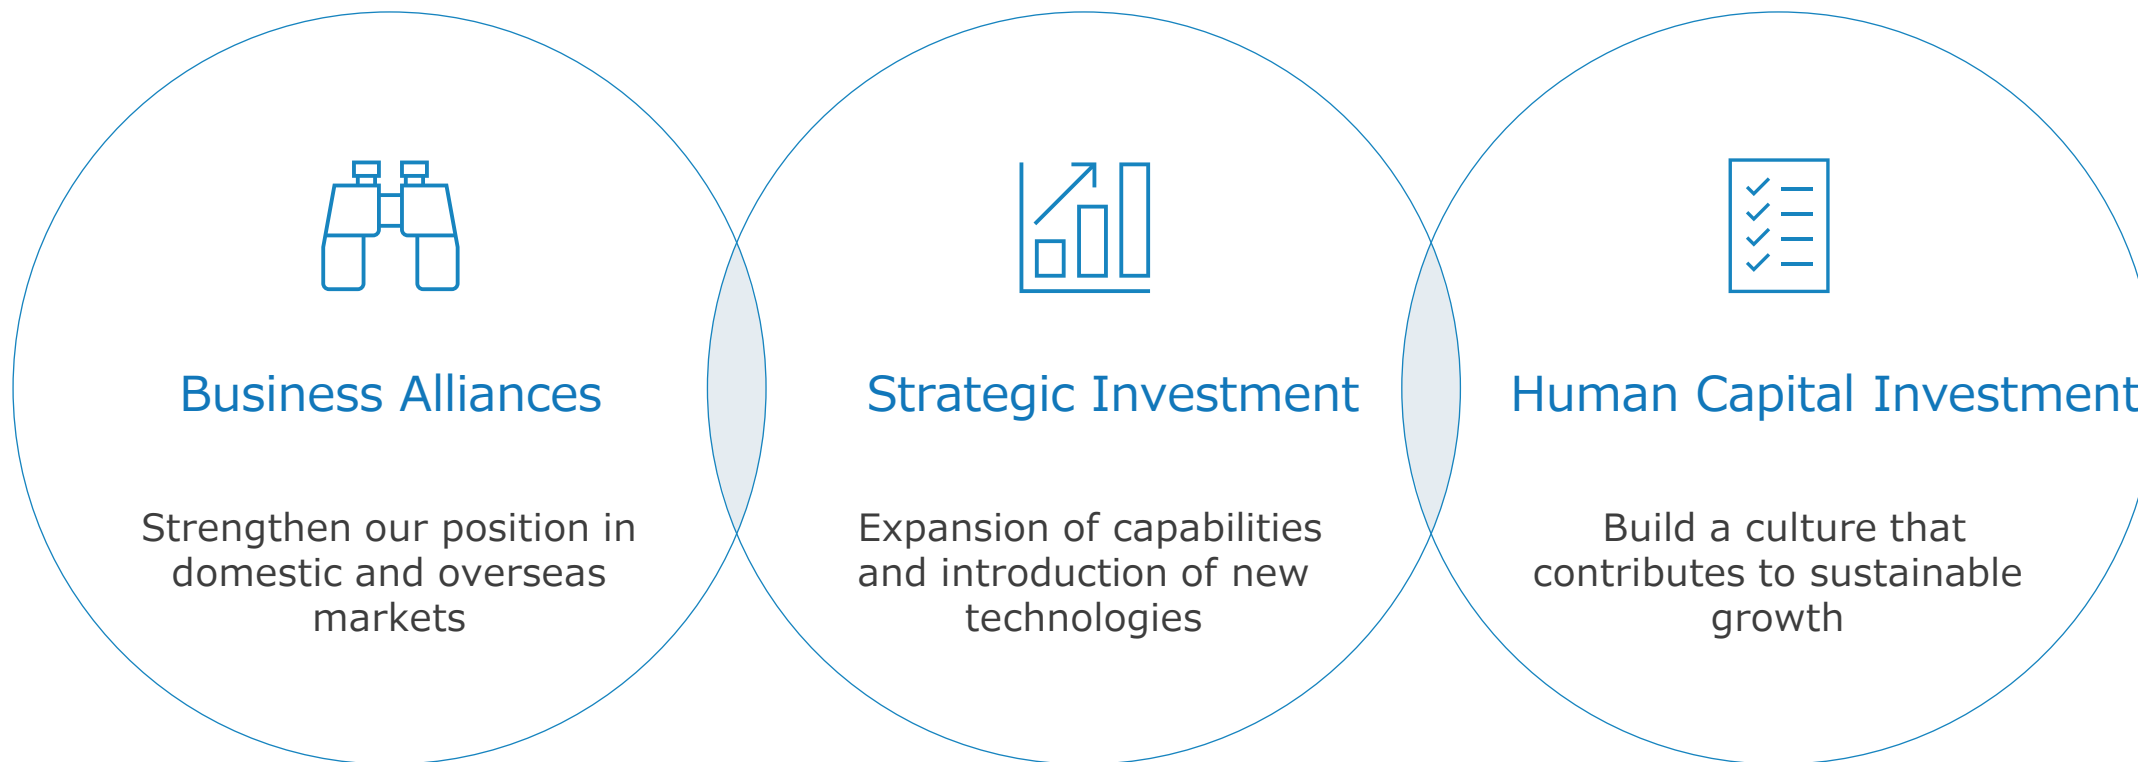 Business Alliances
Strengthen our position in
domestic and overseas
markets
Strategic Investment
Expansion of capabilities
and introduction of new
technologies
Human Capital Investment
Build a culture that
contributes to sustainable
growth